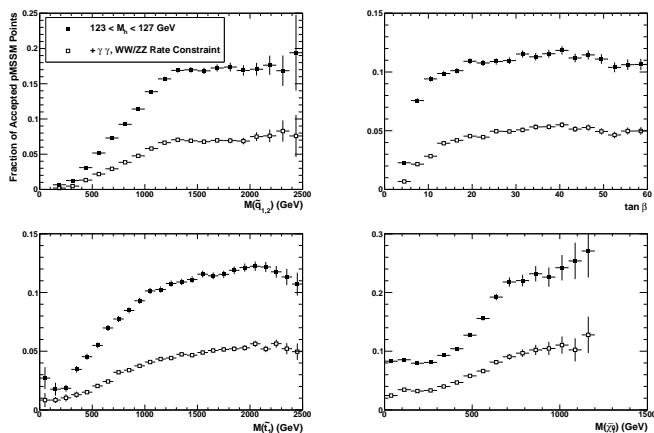 Fraction of Accepted pMSSM Points
0.25
0.2
0.15
0.1
0.05
0
123 < M_h < 127 GeV
+ γ γ, WW/ZZ Rate Constraint
0 500 1000 1500 2000 2500
M(q̃_1,2) (GeV)
0.15
0.1
0.05
0
0 10 20 30 40 50 60
tan β
0.15
0.1
0.05
0
0 500 1000 1500 2000 2500
M(t̃_1) (GeV)
0.3
0.2
0.1
0
0 500 1000 1500
M(χ̃_1^0) (GeV)